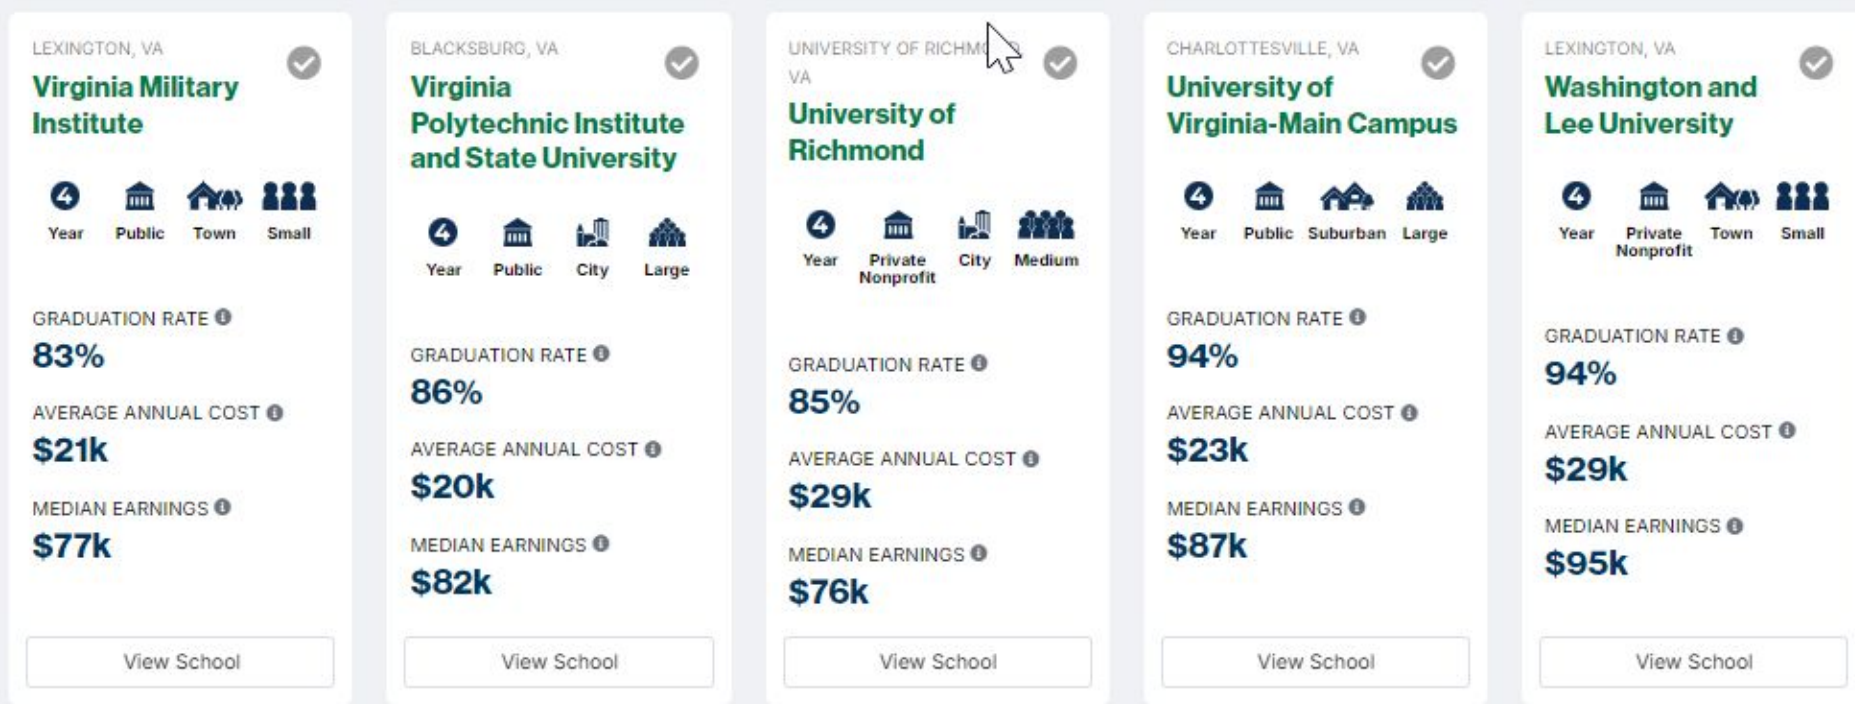 LEXINGTON, VA
Virginia Military
Institute
4
Year
Public
Town
Small
GRADUATION RATE
83%
AVERAGE ANNUAL COST
$21k
MEDIAN EARNINGS
$77k
View School
BLACKSBURG, VA
Virginia
Polytechnic Institute
and State University
4
Year
Public
City
Large
GRADUATION RATE
86%
AVERAGE ANNUAL COST
$20k
MEDIAN EARNINGS
$82k
View School
UNIVERSITY OF RICHMOND
VA
University of
Richmond
4
Year
Private
Nonprofit
City
Medium
GRADUATION RATE
85%
AVERAGE ANNUAL COST
$29k
MEDIAN EARNINGS
$76k
View School
CHARLOTTESVILLE, VA
University of
Virginia-Main Campus
4
Year
Public
Suburban
Large
GRADUATION RATE
94%
AVERAGE ANNUAL COST
$23k
MEDIAN EARNINGS
$87k
View School
LEXINGTON, VA
Washington and
Lee University
4
Year
Private
Nonprofit
Town
Small
GRADUATION RATE
94%
AVERAGE ANNUAL COST
$29k
MEDIAN EARNINGS
$95k
View School